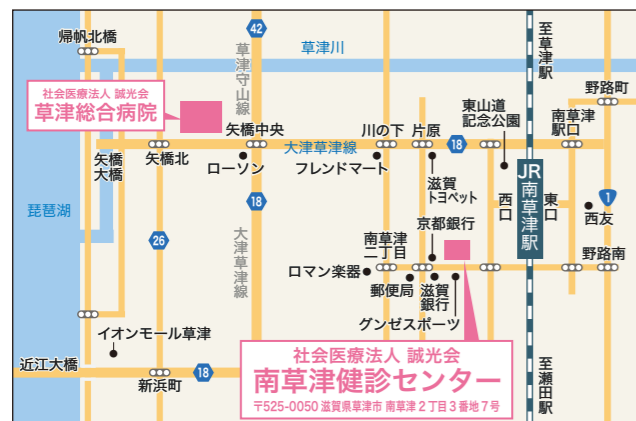 帰帆北橋
42
草津守山線
草津川
至草津駅
野路町
社会医療法人 誠光会
草津総合病院
東山道
記念公園
南草津
駅口
矢橋中央
川の下
片原
大津草津線
18
矢橋
大橋
矢橋北
ローソン
フレンドマート
滋賀
トヨペット
JR
南草津駅
西口
東口
1
西友
琵琶湖
26
18
大津草津線
京都銀行
南草津
二丁目
野路南
ロマン楽器
郵便局
滋賀
銀行
グンゼスポーツ
イオンモール草津
近江大橋
新浜町
18
社会医療法人 誠光会
南草津健診センター
〒525-0050 滋賀県草津市 南草津2丁目3番地7号
至瀬田駅